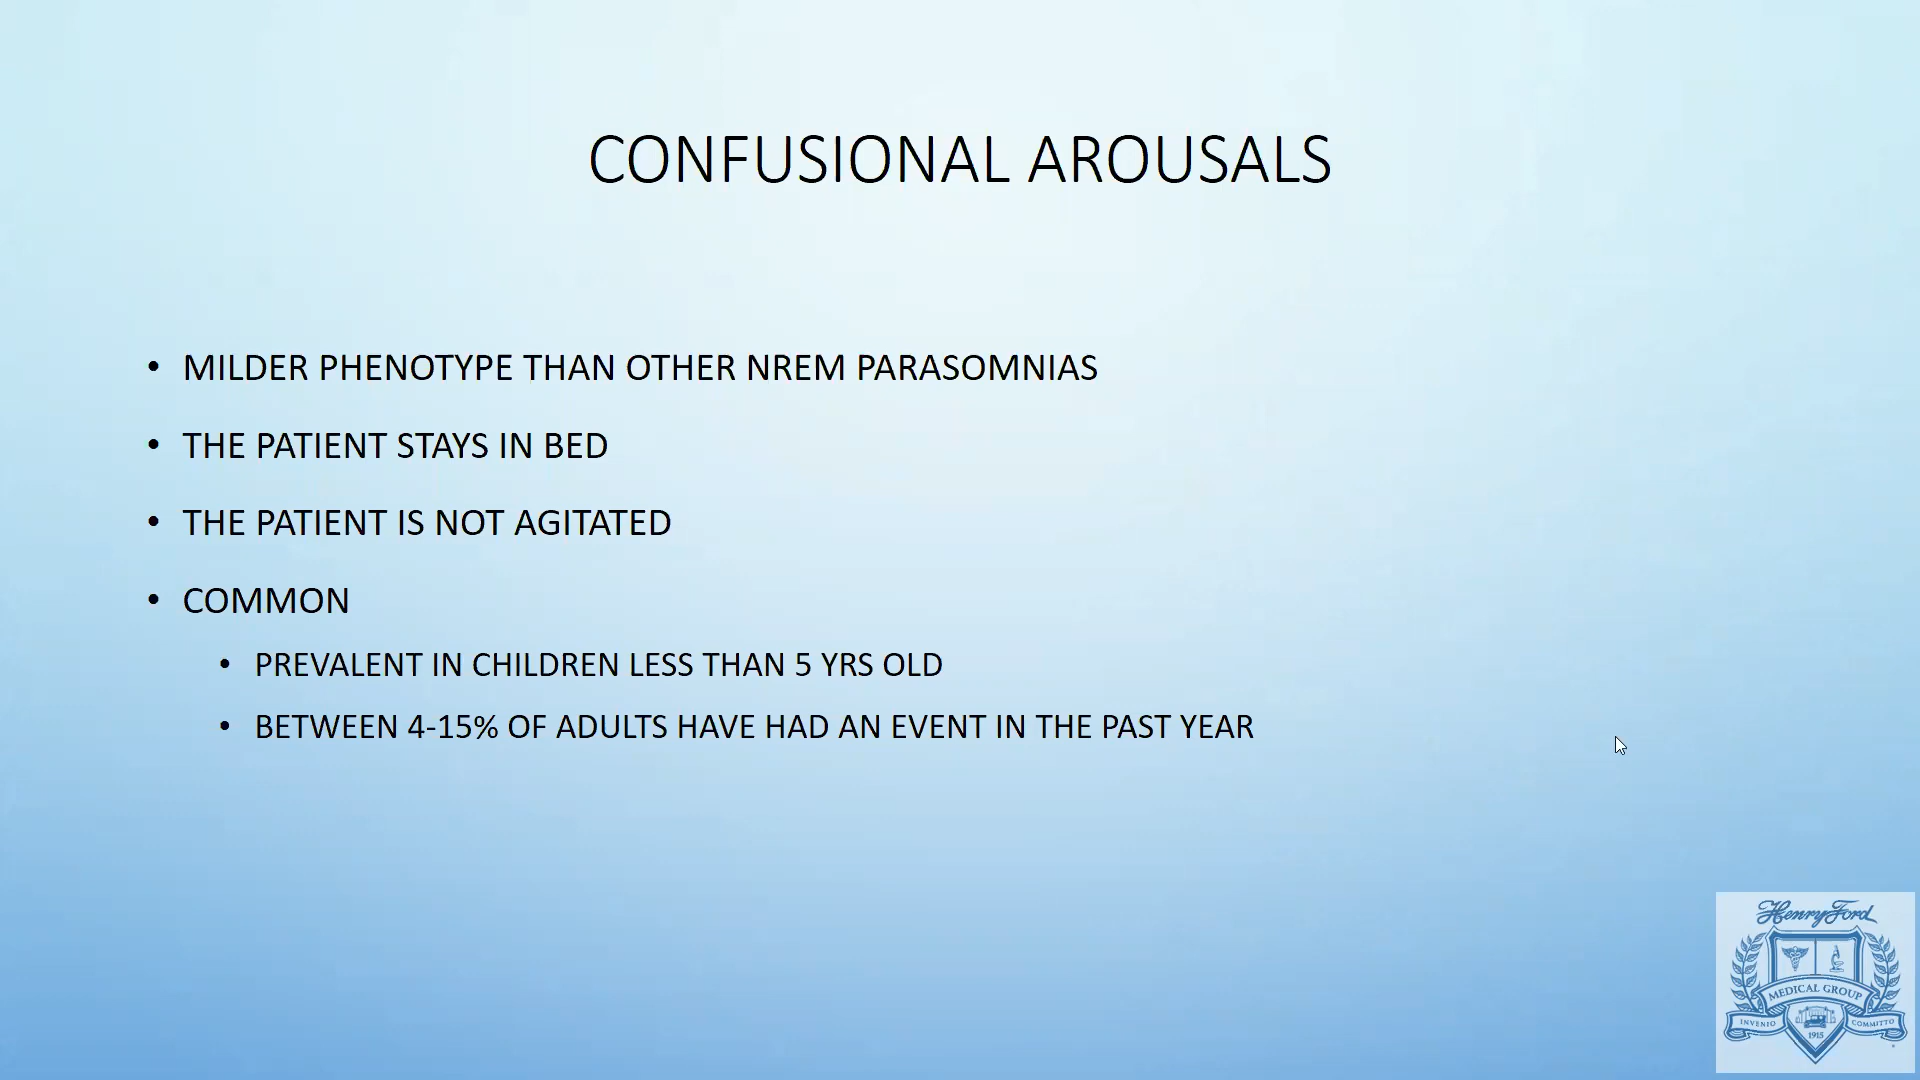 CONFUSIONAL AROUSALS
• MILDER PHENOTYPE THAN OTHER NREM PARASOMNIAS
• THE PATIENT STAYS IN BED
• THE PATIENT IS NOT AGITATED
• COMMON
• PREVALENT IN CHILDREN LESS THAN 5 YRS OLD
• BETWEEN 4-15% OF ADULTS HAVE HAD AN EVENT IN THE PAST YEAR
Henry Ford
MEDICAL GROUP
INVENIO COMMITTO
1915